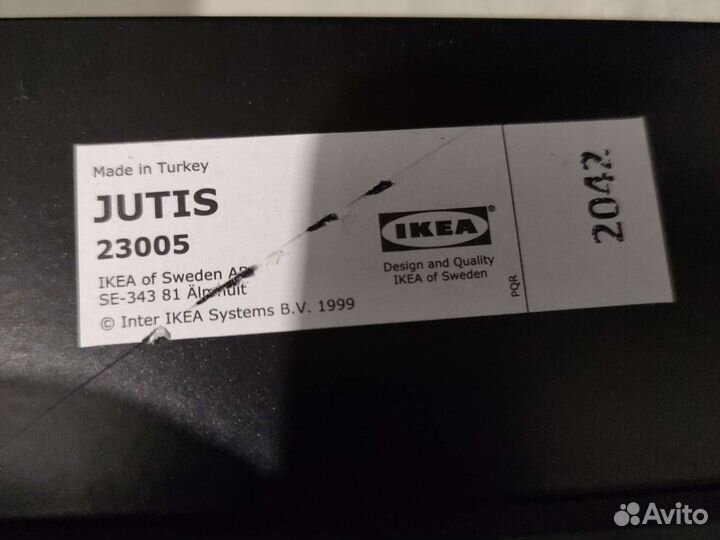 Made in Turkey
JUTIS
23005
IKEA of Sweden AB
SE-343 81 Älmhult
© Inter IKEA Systems B.V. 1999
IKEA ®
Design and Quality
IKEA of Sweden
PQR
2042
Avito